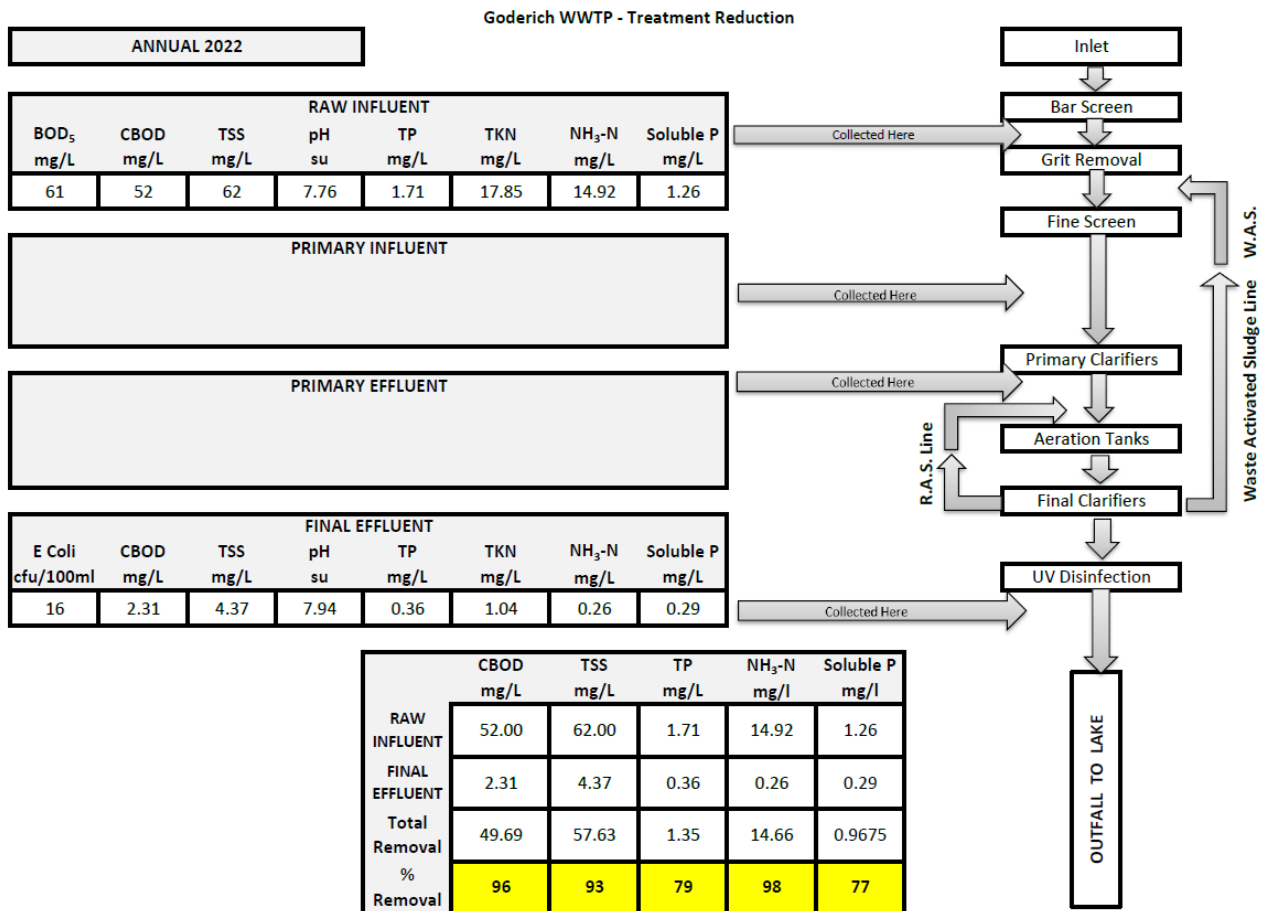 Goderich WWTP - Treatment Reduction
ANNUAL 2022
RAW INFLUENT
BOD₅ CBOD TSS pH TP TKN NH₃-N Soluble P
mg/L mg/L mg/L su mg/L mg/L mg/L mg/L
61 52 62 7.76 1.71 17.85 14.92 1.26
Collected Here
PRIMARY INFLUENT
Collected Here
PRIMARY EFFLUENT
Collected Here
FINAL EFFLUENT
E Coli CBOD TSS pH TP TKN NH₃-N Soluble P
cfu/100ml mg/L mg/L su mg/L mg/L mg/L mg/L
16 2.31 4.37 7.94 0.36 1.04 0.26 0.29
Collected Here
CBOD TSS TP NH₃-N Soluble P
mg/L mg/L mg/L mg/l mg/l
RAW
INFLUENT
52.00 62.00 1.71 14.92 1.26
FINAL
EFFLUENT
2.31 4.37 0.36 0.26 0.29
Total
Removal
49.69 57.63 1.35 14.66 0.9675
%
Removal
96 93 79 98 77
Inlet
Bar Screen
Grit Removal
Fine Screen
Primary Clarifiers
Aeration Tanks
Final Clarifiers
UV Disinfection
OUTFALL TO LAKE
R.A.S. Line
Waste Activated Sludge Line W.A.S.